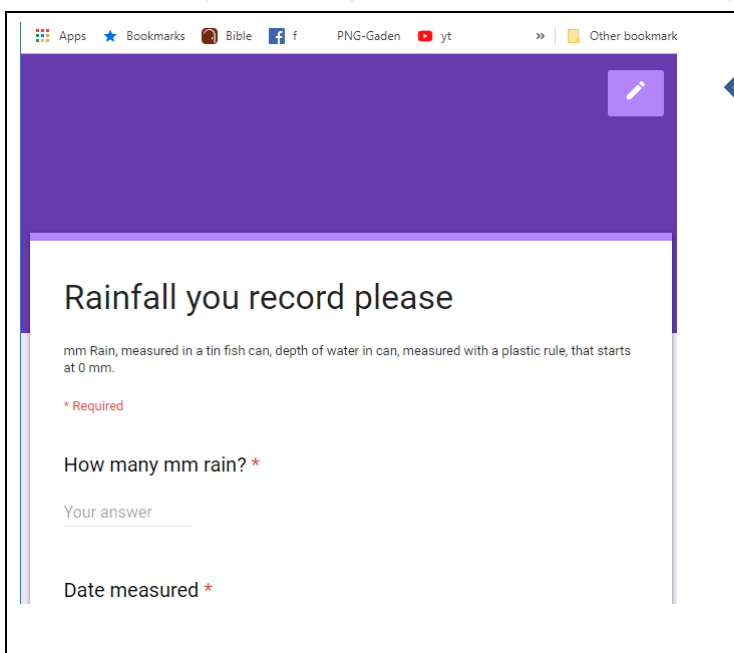 Apps Bookmarks Bible f PNG-Gaden yt » Other bookmark
Rainfall you record please
mm Rain, measured in a tin fish can, depth of water in can, measured with a plastic rule, that starts
at 0 mm.
* Required
How many mm rain? *
Your answer
Date measured *